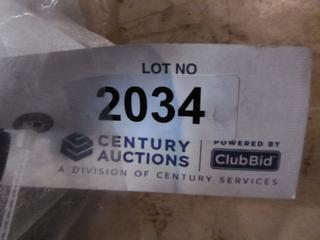 LOT NO
2034
CENTURY AUCTIONS
POWERED BY
ClubBid
A DIVISION OF CENTURY SERVICES